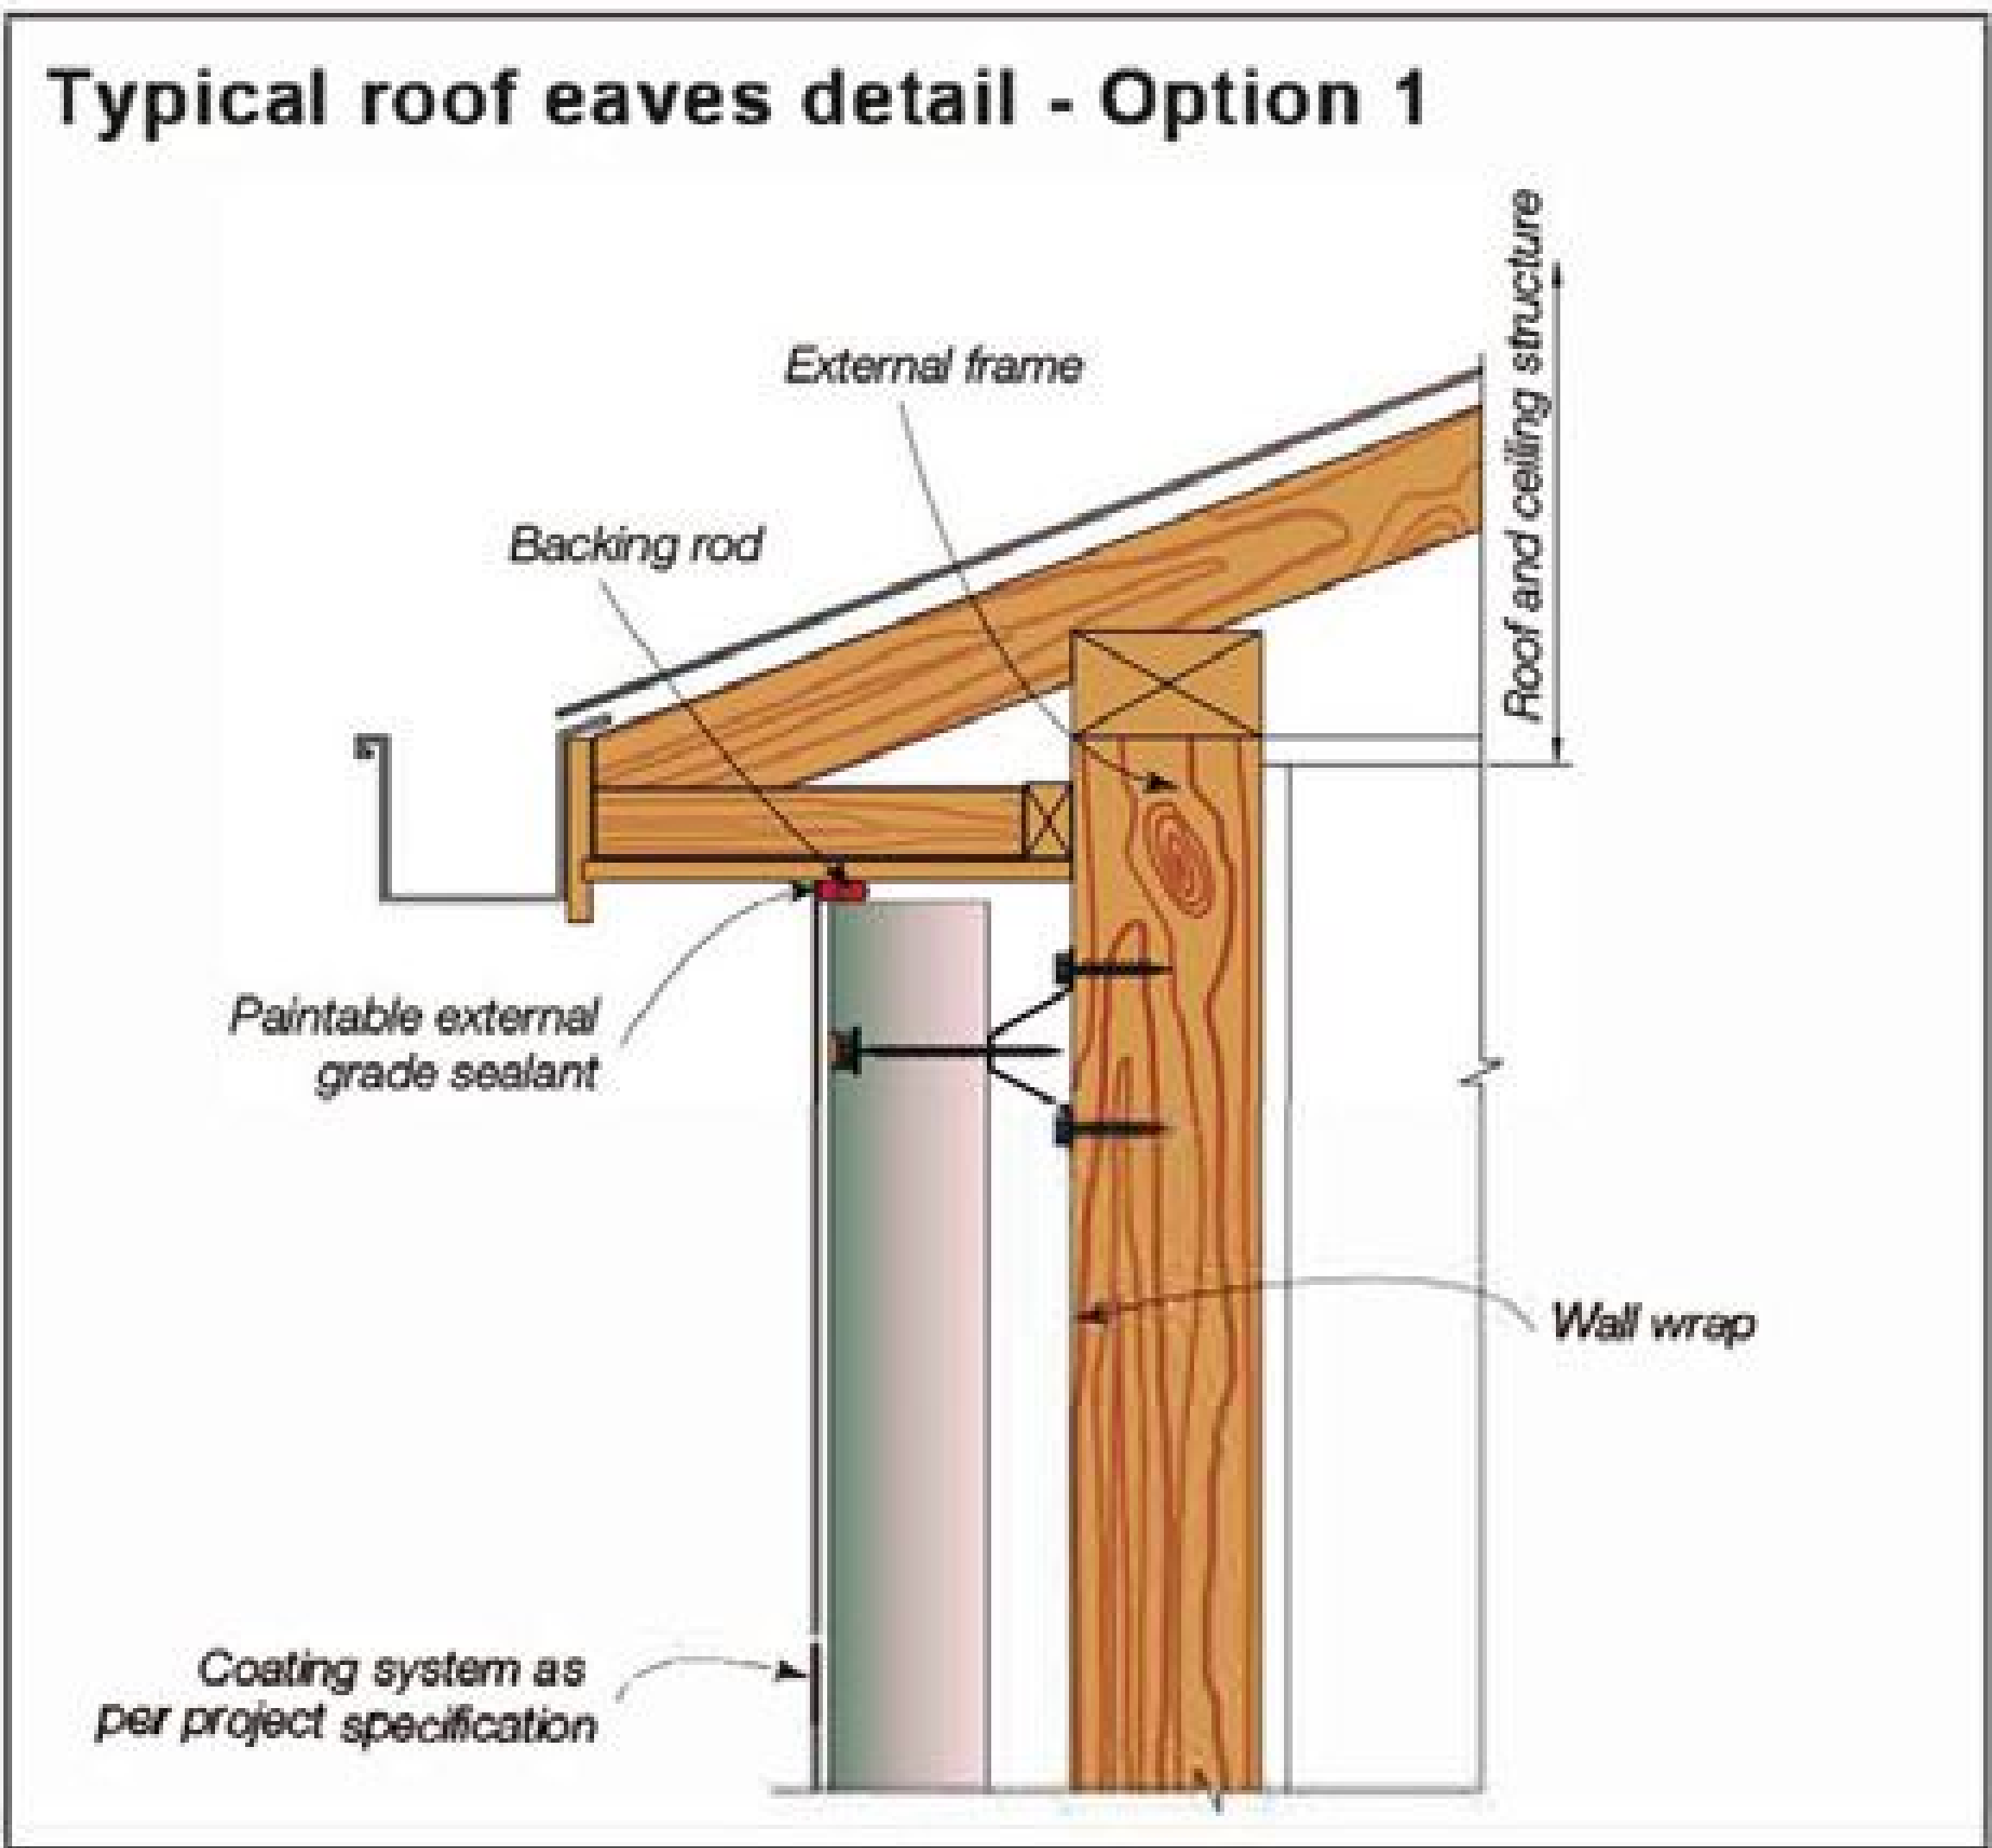 Typical roof eaves detail - Option 1
Roof and ceiling structure
External frame
Backing rod
Paintable external
grade sealant
Wall wrap
Coating system as
per project specification